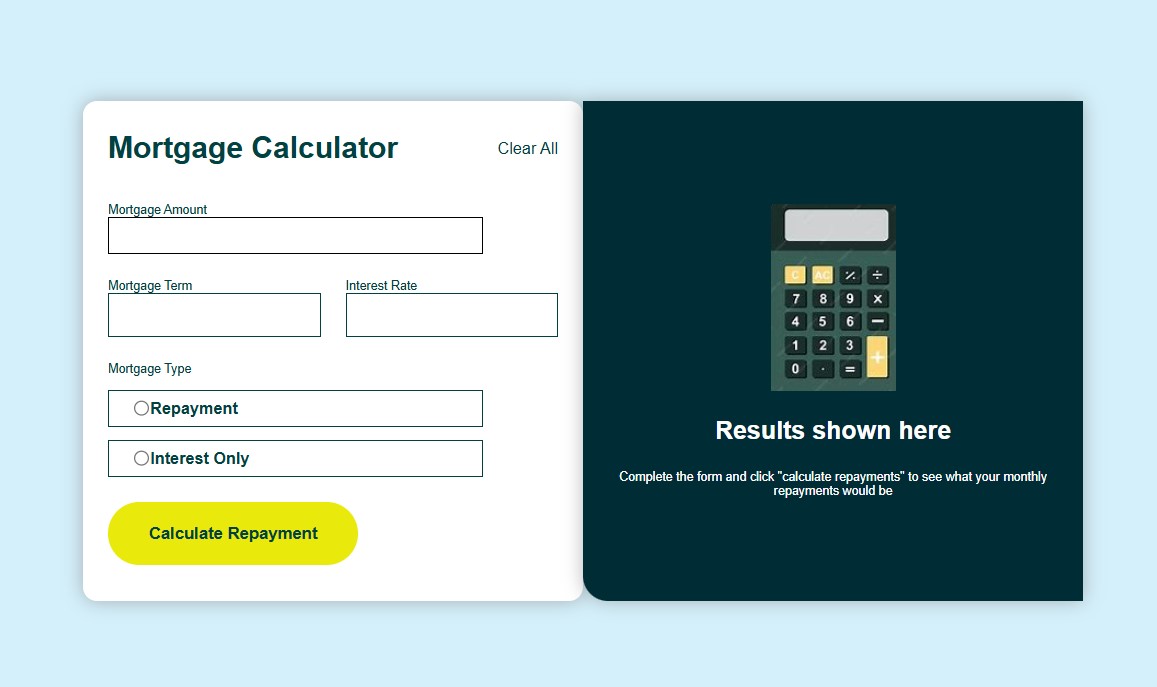 Mortgage Calculator
Clear All
Mortgage Amount
Mortgage Term
Interest Rate
Mortgage Type
Repayment
Interest Only
Calculate Repayment
C AC % ÷
7 8 9 x
4 5 6 −
1 2 3 +
0 · =
Results shown here
Complete the form and click "calculate repayments" to see what your monthly
repayments would be